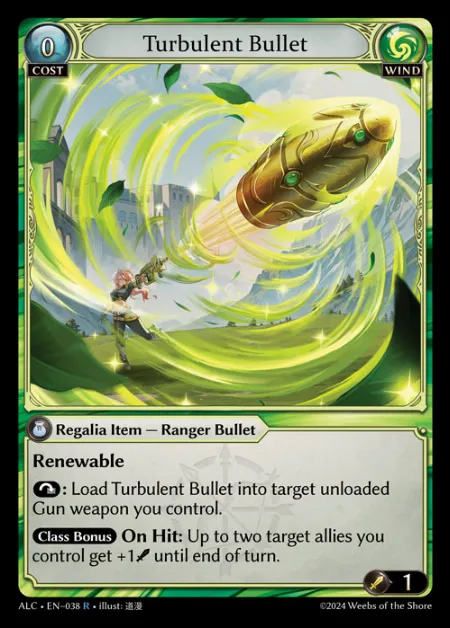 0
Turbulent Bullet
COST
WIND
Regalia Item — Ranger Bullet
Renewable
: Load Turbulent Bullet into target unloaded
Gun weapon you control.
Class Bonus On Hit: Up to two target allies you
control get +1 until end of turn.
1
ALC • EN-038 R • illust: 道漫
©2024 Weebs of the Shore